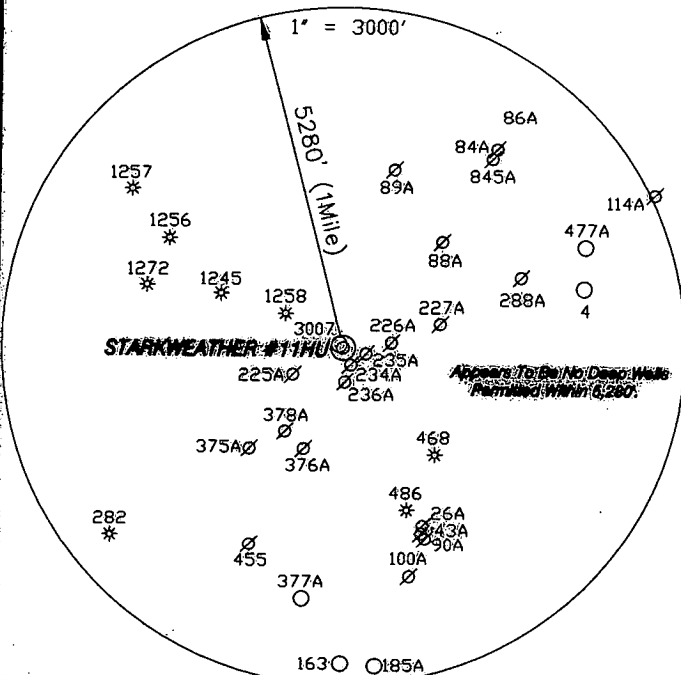 1" = 3000'
5280' (1Mile)
86A
84A
845A
89A
1257
114A
1256
477A
88A
1272
1245
288A
4
1258
227A
3007
226A
STARKWEATHER #11HU
235A
234A
225A
236A
Appears To Be No Deep Wells
Permitted Within 5,280'.
378A
375A
376A
468
486
282
26A
43A
90A
455
100A
377A
163
185A